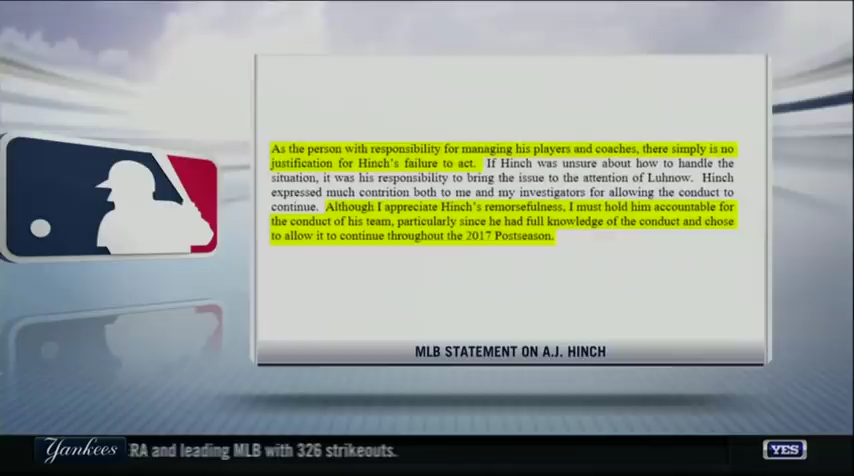 As the person with responsibility for managing his players and coaches, there simply is no
justification for Hinch's failure to act. If Hinch was unsure about how to handle the
situation, it was his responsibility to bring the issue to the attention of Luhnow. Hinch
expressed much contrition both to me and my investigators for allowing the conduct to
continue. Although I appreciate Hinch's remorsefulness, I must hold him accountable for
the conduct of his team, particularly since he had full knowledge of the conduct and chose
to allow it to continue throughout the 2017 Postseason.
MLB STATEMENT ON A.J. HINCH
Yankees RA and leading MLB with 326 strikeouts. YES